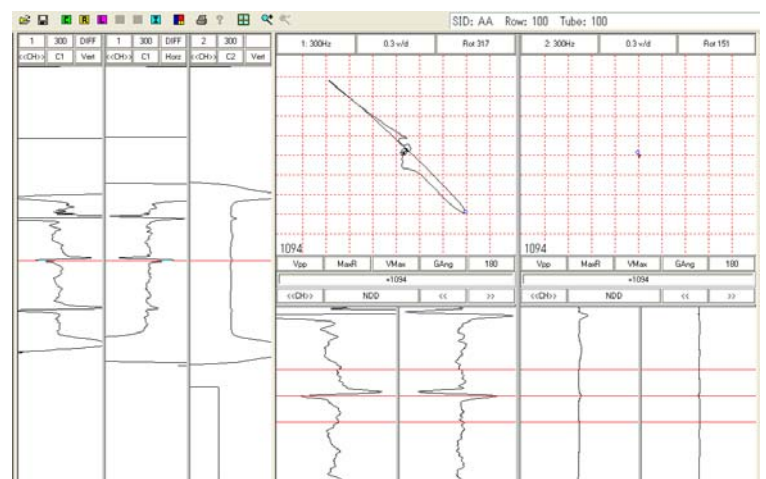 SID: AA Row: 100 Tube: 100
1 300 DIFF 1 300 DIFF 2 300
<<CH>> C1 Vert <<CH>> C1 Horz <<CH>> C2 Vert
1: 300Hz 0.3 v/d Rot 317 2: 300Hz 0.3 v/d Rot 151
1094 1094
Vpp MaxR VMax GAng 180 Vpp MaxR VMax GAng 180
+1094 +1094
<<CH>> NDD << >> <<CH>> NDD << >>